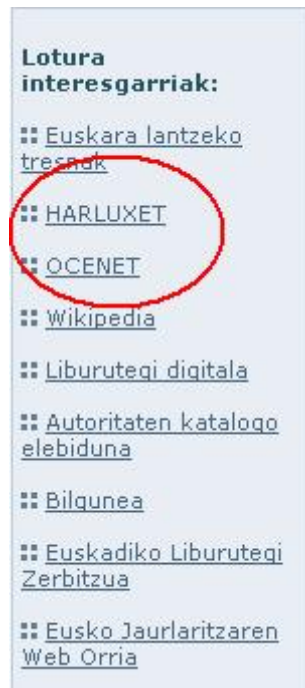 Lotura
interesgarriak:
Euskara lantzeko
tresnak
HARLUXET
OCENET
Wikipedia
Liburutegi digitala
Autoritaten katalogo
elebiduna
Bilgunea
Euskadiko Liburutegi
Zerbitzua
Eusko Jaurlaritzaren
Web Orria